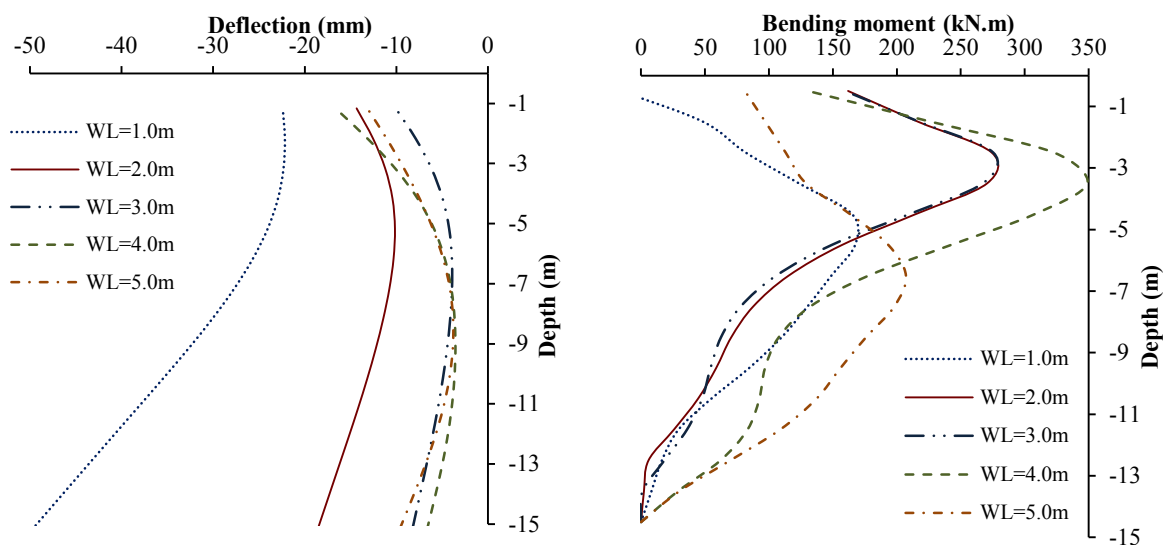 Deflection (mm)
-50 -40 -30 -20 -10 0
-1
-3
-5
-7
-9
-11
-13
-15
Depth (m)
WL=1.0m
WL=2.0m
WL=3.0m
WL=4.0m
WL=5.0m
Bending moment (kN.m)
0 50 100 150 200 250 300 350
-1
-3
-5
-7
-9
-11
-13
-15
Depth (m)
WL=1.0m
WL=2.0m
WL=3.0m
WL=4.0m
WL=5.0m